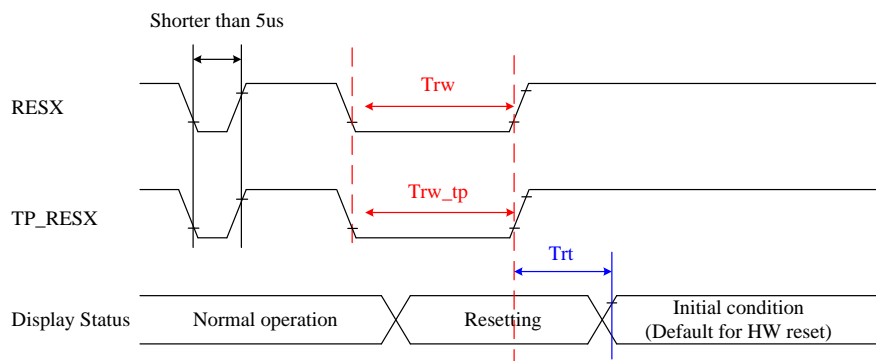 Shorter than 5us
RESX
Trw
TP_RESX
Trw_tp
Trt
Display Status
Normal operation
Resetting
Initial condition
(Default for HW reset)